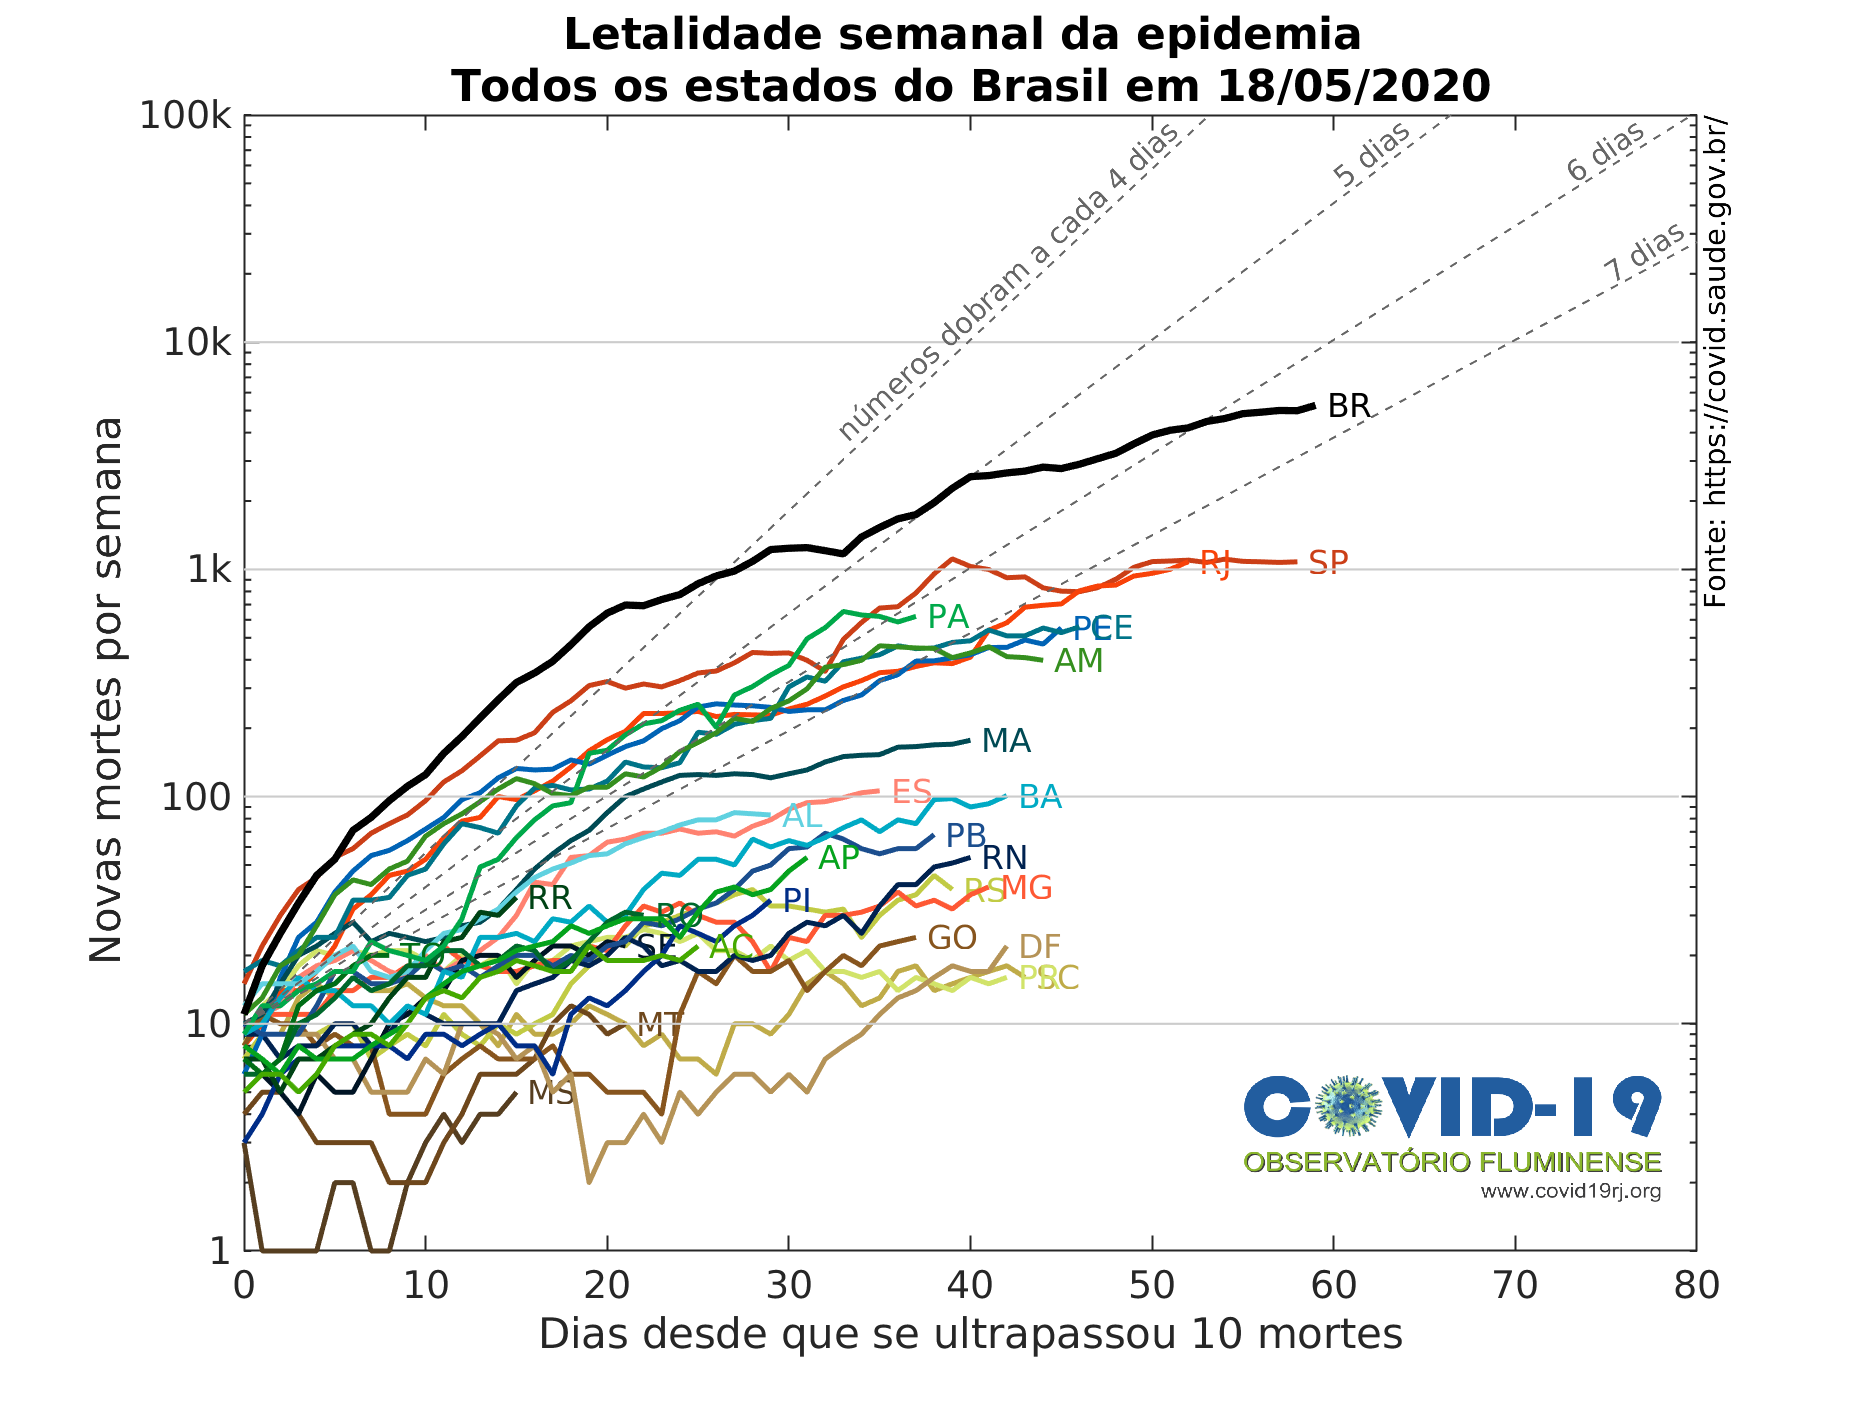 Letalidade semanal da epidemia
Todos os estados do Brasil em 18/05/2020
100k
10k
1k
100
10
1
Novas mortes por semana
números dobram a cada 4 dias
5 dias
6 dias
7 dias
Fonte: https://covid.saude.gov.br/
BR
RJ
SP
PA
PE
CE
AM
MA
ES
BA
AL
PB
AP
RN
RS
MG
RR
PI
RO
GO
TO
SE
AC
DF
PR
SC
MT
MS
COVID-19
OBSERVATÓRIO FLUMINENSE
www.covid19rj.org
0 10 20 30 40 50 60 70 80
Dias desde que se ultrapassou 10 mortes